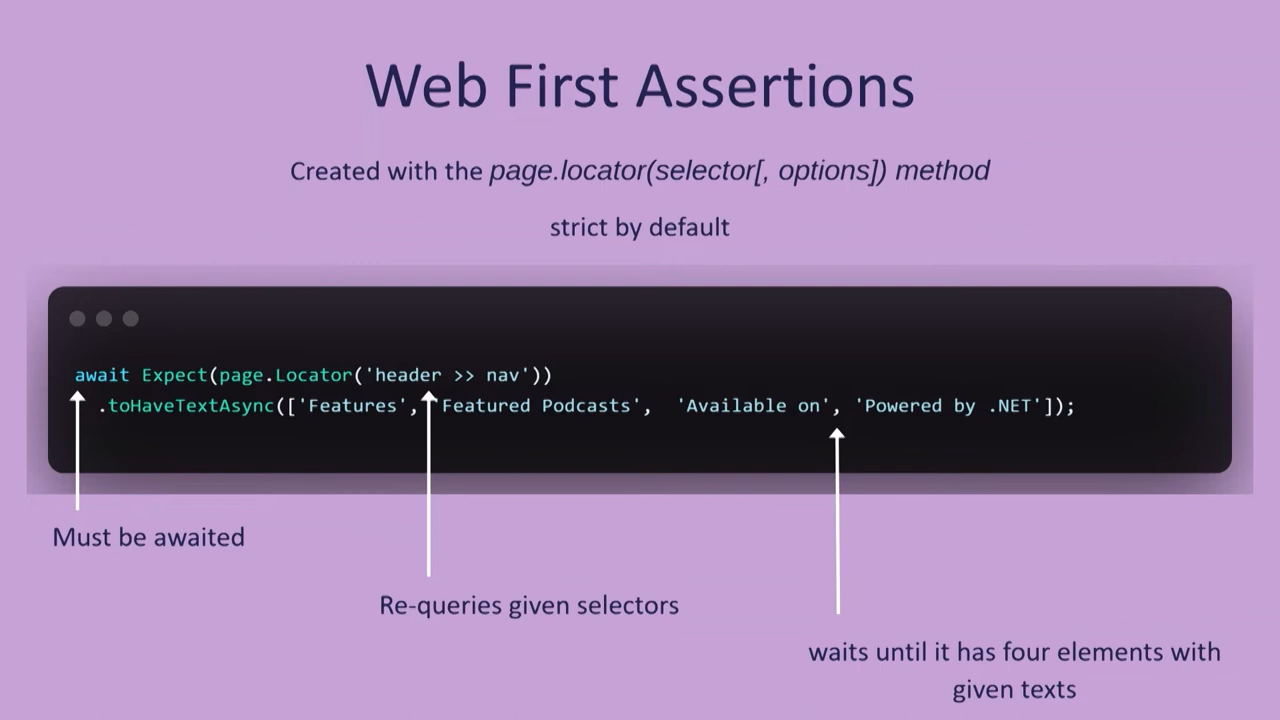 Web First Assertions
Created with the page.locator(selector[, options]) method
strict by default
await Expect(page.Locator('header >> nav'))
.toHaveTextAsync(['Features', 'Featured Podcasts', 'Available on', 'Powered by .NET']);
Must be awaited
Re-queries given selectors
waits until it has four elements with
given texts